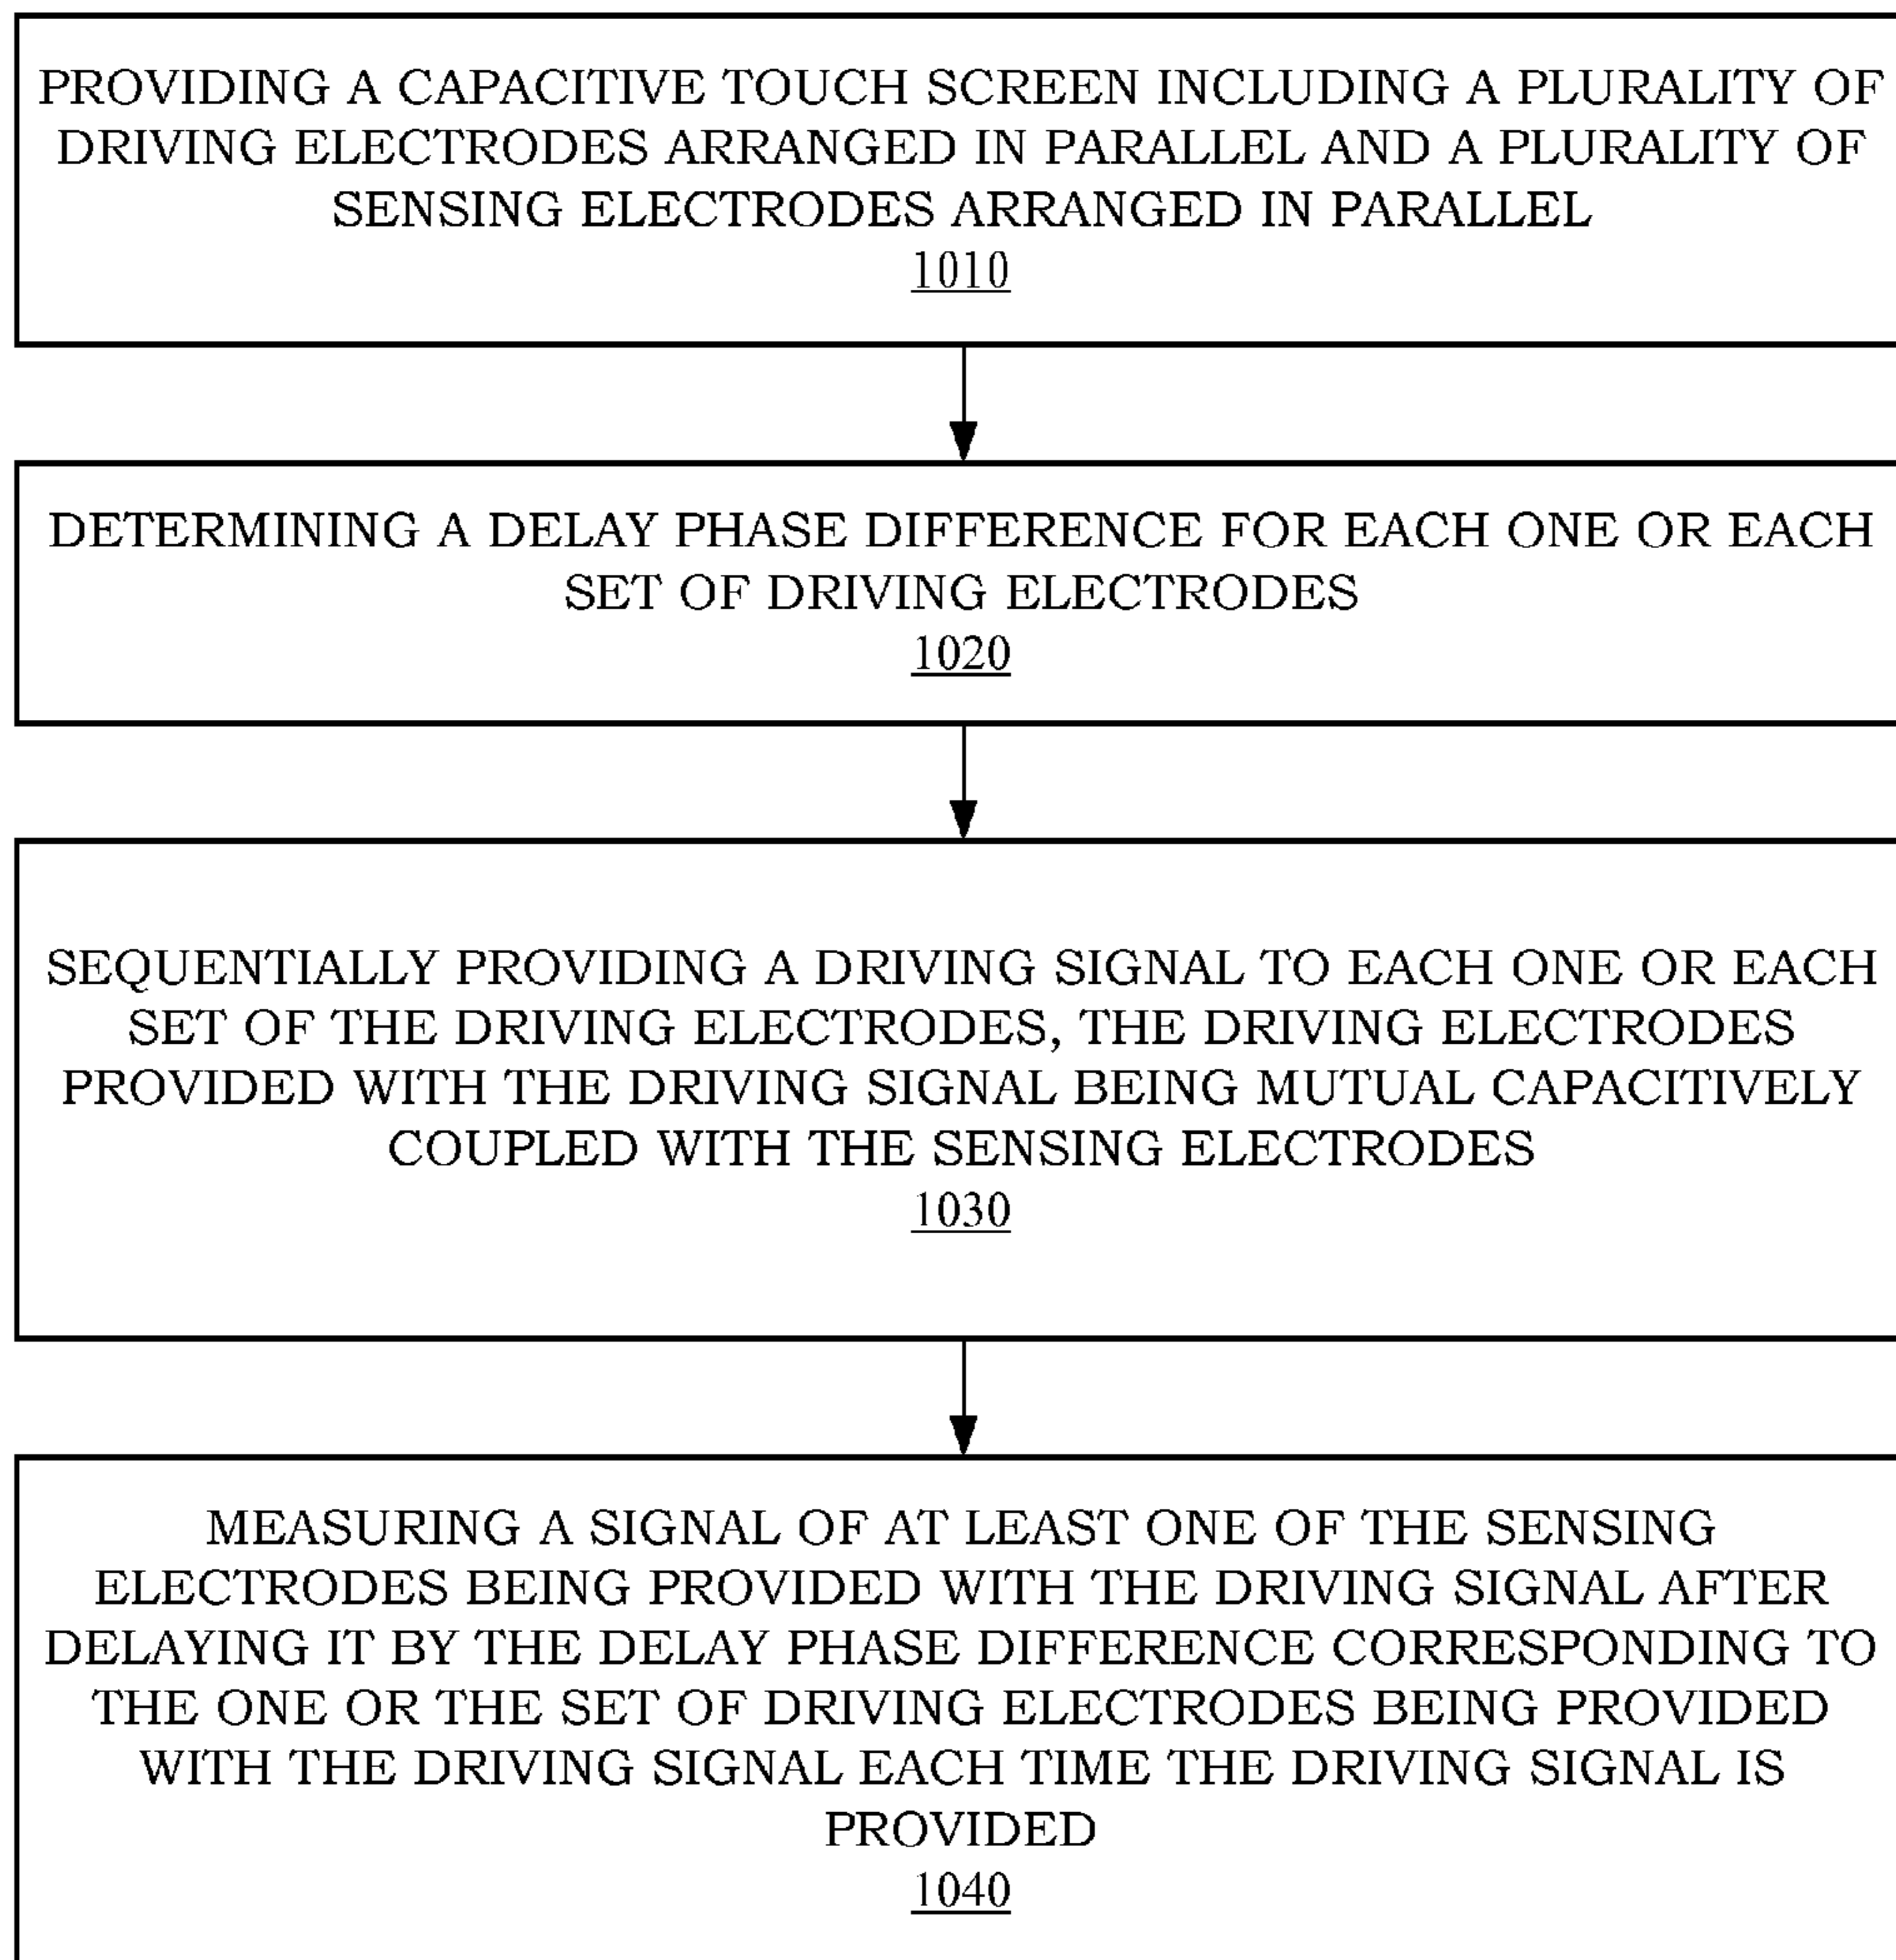 PROVIDING A CAPACITIVE TOUCH SCREEN INCLUDING A PLURALITY OF
DRIVING ELECTRODES ARRANGED IN PARALLEL AND A PLURALITY OF
SENSING ELECTRODES ARRANGED IN PARALLEL
1010
DETERMINING A DELAY PHASE DIFFERENCE FOR EACH ONE OR EACH
SET OF DRIVING ELECTRODES
1020
SEQUENTIALLY PROVIDING A DRIVING SIGNAL TO EACH ONE OR EACH
SET OF THE DRIVING ELECTRODES, THE DRIVING ELECTRODES
PROVIDED WITH THE DRIVING SIGNAL BEING MUTUAL CAPACITIVELY
COUPLED WITH THE SENSING ELECTRODES
1030
MEASURING A SIGNAL OF AT LEAST ONE OF THE SENSING
ELECTRODES BEING PROVIDED WITH THE DRIVING SIGNAL AFTER
DELAYING IT BY THE DELAY PHASE DIFFERENCE CORRESPONDING TO
THE ONE OR THE SET OF DRIVING ELECTRODES BEING PROVIDED
WITH THE DRIVING SIGNAL EACH TIME THE DRIVING SIGNAL IS
PROVIDED
1040